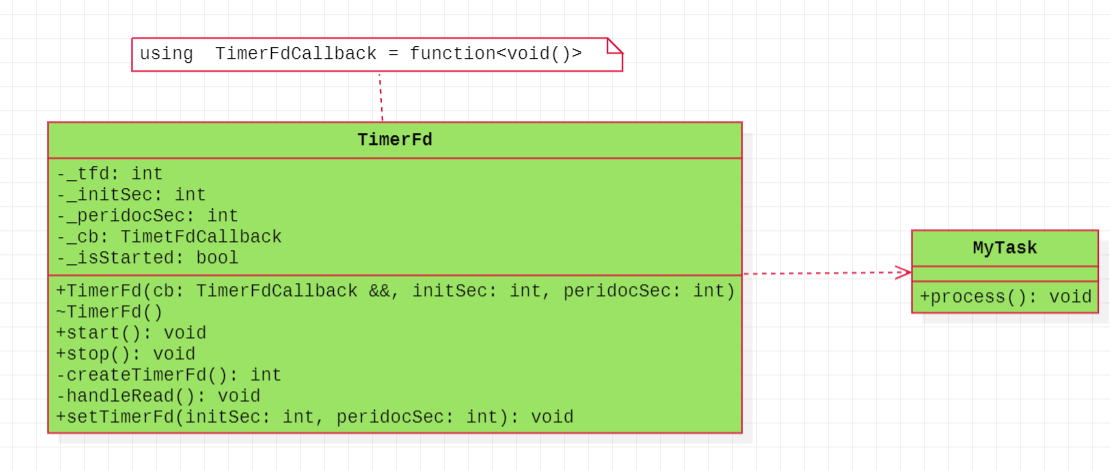 using  TimerFdCallback = function<void()>
TimerFd
-_tfd: int
-_initSec: int
-_peridocSec: int
-_cb: TimetFdCallback
-_isStarted: bool
+TimerFd(cb: TimerFdCallback &&, initSec: int, peridocSec: int)
~TimerFd()
+start(): void
+stop(): void
-createTimerFd(): int
-handleRead(): void
+setTimerFd(initSec: int, peridocSec: int): void
MyTask
+process(): void